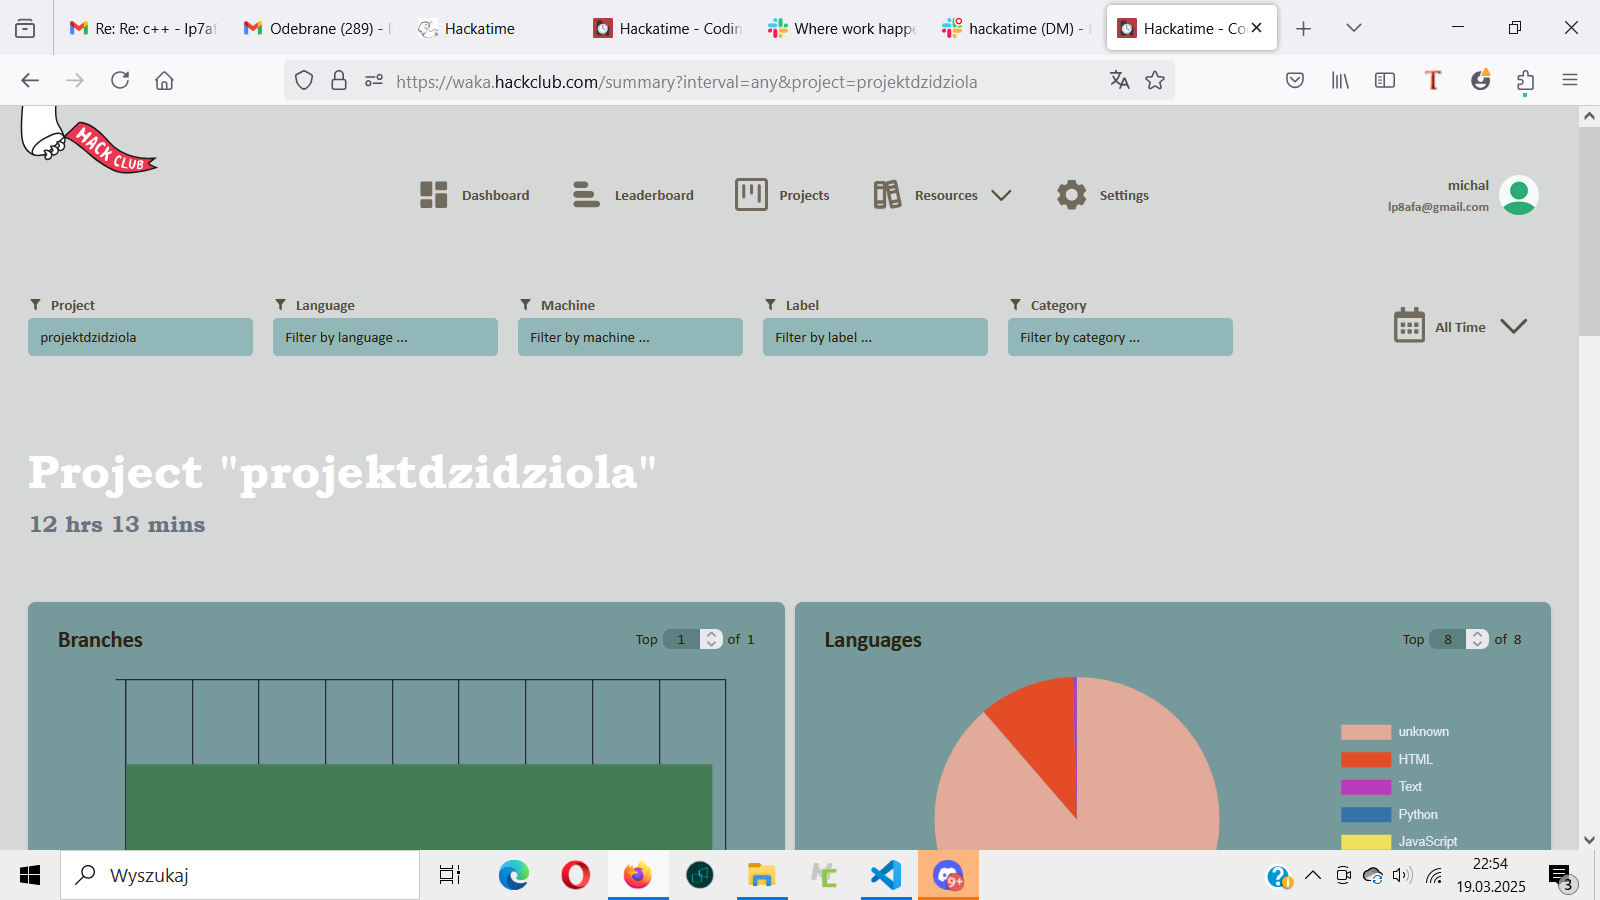 Re: Re: c++ - lp7af
Odebrane (289) -
Hackatime
Hackatime - Codin
Where work happe
hackatime (DM) -
Hackatime - Co
https://waka.hackclub.com/summary?interval=any&project=projektdzidziola
HACK CLUB
Dashboard
Leaderboard
Projects
Resources
Settings
michal
lp8afa@gmail.com
Project
Language
Machine
Label
Category
projektdzidziola
Filter by language ...
Filter by machine ...
Filter by label ...
Filter by category ...
All Time
Project "projektdzidziola"
12 hrs 13 mins
Branches
Top 1 of 1
Languages
Top 8 of 8
unknown
HTML
Text
Python
JavaScript
Wyszukaj
9+
22:54
19.03.2025
3